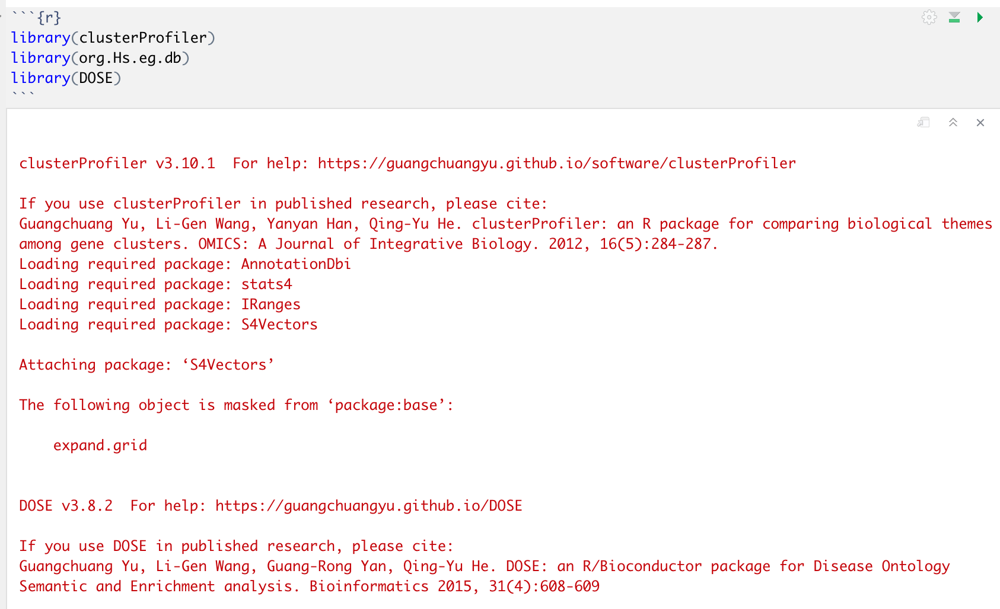 ```{r}
library(clusterProfiler)
library(org.Hs.eg.db)
library(DOSE)
```
clusterProfiler v3.10.1  For help: https://guangchuangyu.github.io/software/clusterProfiler
If you use clusterProfiler in published research, please cite:
Guangchuang Yu, Li-Gen Wang, Yanyan Han, Qing-Yu He. clusterProfiler: an R package for comparing biological themes
among gene clusters. OMICS: A Journal of Integrative Biology. 2012, 16(5):284-287.
Loading required package: AnnotationDbi
Loading required package: stats4
Loading required package: IRanges
Loading required package: S4Vectors
Attaching package: ‘S4Vectors’
The following object is masked from ‘package:base’:
    expand.grid
DOSE v3.8.2  For help: https://guangchuangyu.github.io/DOSE
If you use DOSE in published research, please cite:
Guangchuang Yu, Li-Gen Wang, Guang-Rong Yan, Qing-Yu He. DOSE: an R/Bioconductor package for Disease Ontology
Semantic and Enrichment analysis. Bioinformatics 2015, 31(4):608-609